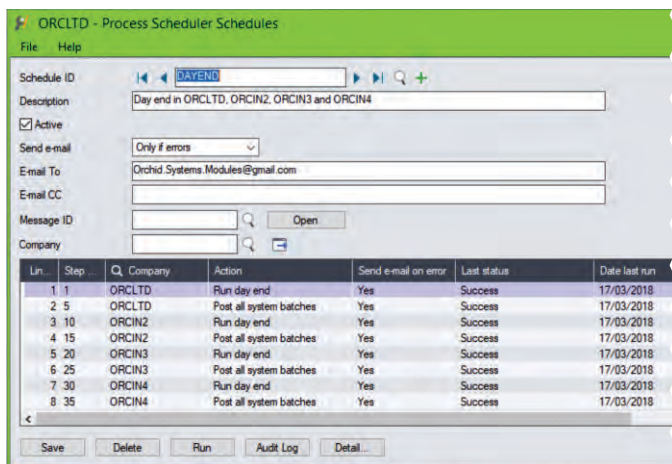 ORCLTD - Process Scheduler Schedules
File Help
Schedule ID DAYEND
Description Day end in ORCLTD, ORCIN2, ORCIN3 and ORCIN4
Active
Send e-mail Only if errors
E-mail To Orchid.Systems.Modules@gmail.com
E-mail CC
Message ID Open
Company
Lin... Step ... Company Action Send e-mail on error Last status Date last run
1 1 ORCLTD Run day end Yes Success 17/03/2018
2 5 ORCLTD Post all system batches Yes Success 17/03/2018
3 10 ORCIN2 Run day end Yes Success 17/03/2018
4 15 ORCIN2 Post all system batches Yes Success 17/03/2018
5 20 ORCIN3 Run day end Yes Success 17/03/2018
6 25 ORCIN3 Post all system batches Yes Success 17/03/2018
7 30 ORCIN4 Run day end Yes Success 17/03/2018
8 35 ORCIN4 Post all system batches Yes Success 17/03/2018
Save Delete Run Audit Log Detail...